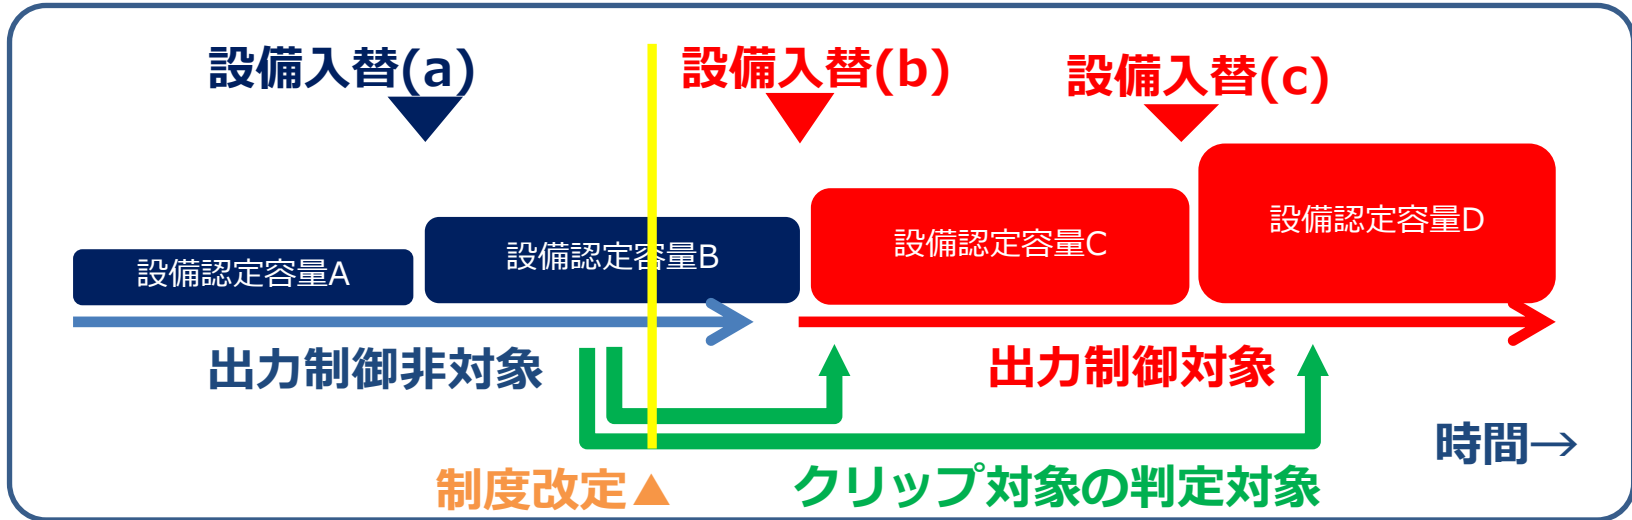 設備入替(a)
設備入替(b)
設備入替(c)
設備認定容量A
設備認定容量B
設備認定容量C
設備認定容量D
出力制御非対象
出力制御対象
時間→
制度改定▲
クリップ対象の判定対象